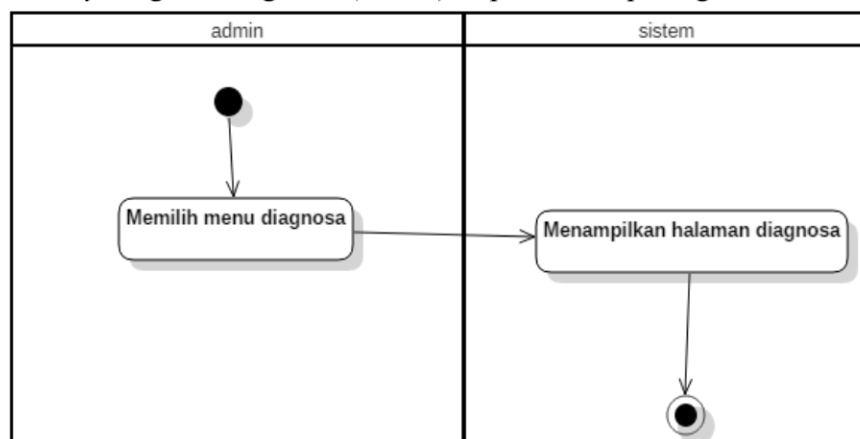 admin
sistem
Memilih menu diagnosa
Menampilkan halaman diagnosa